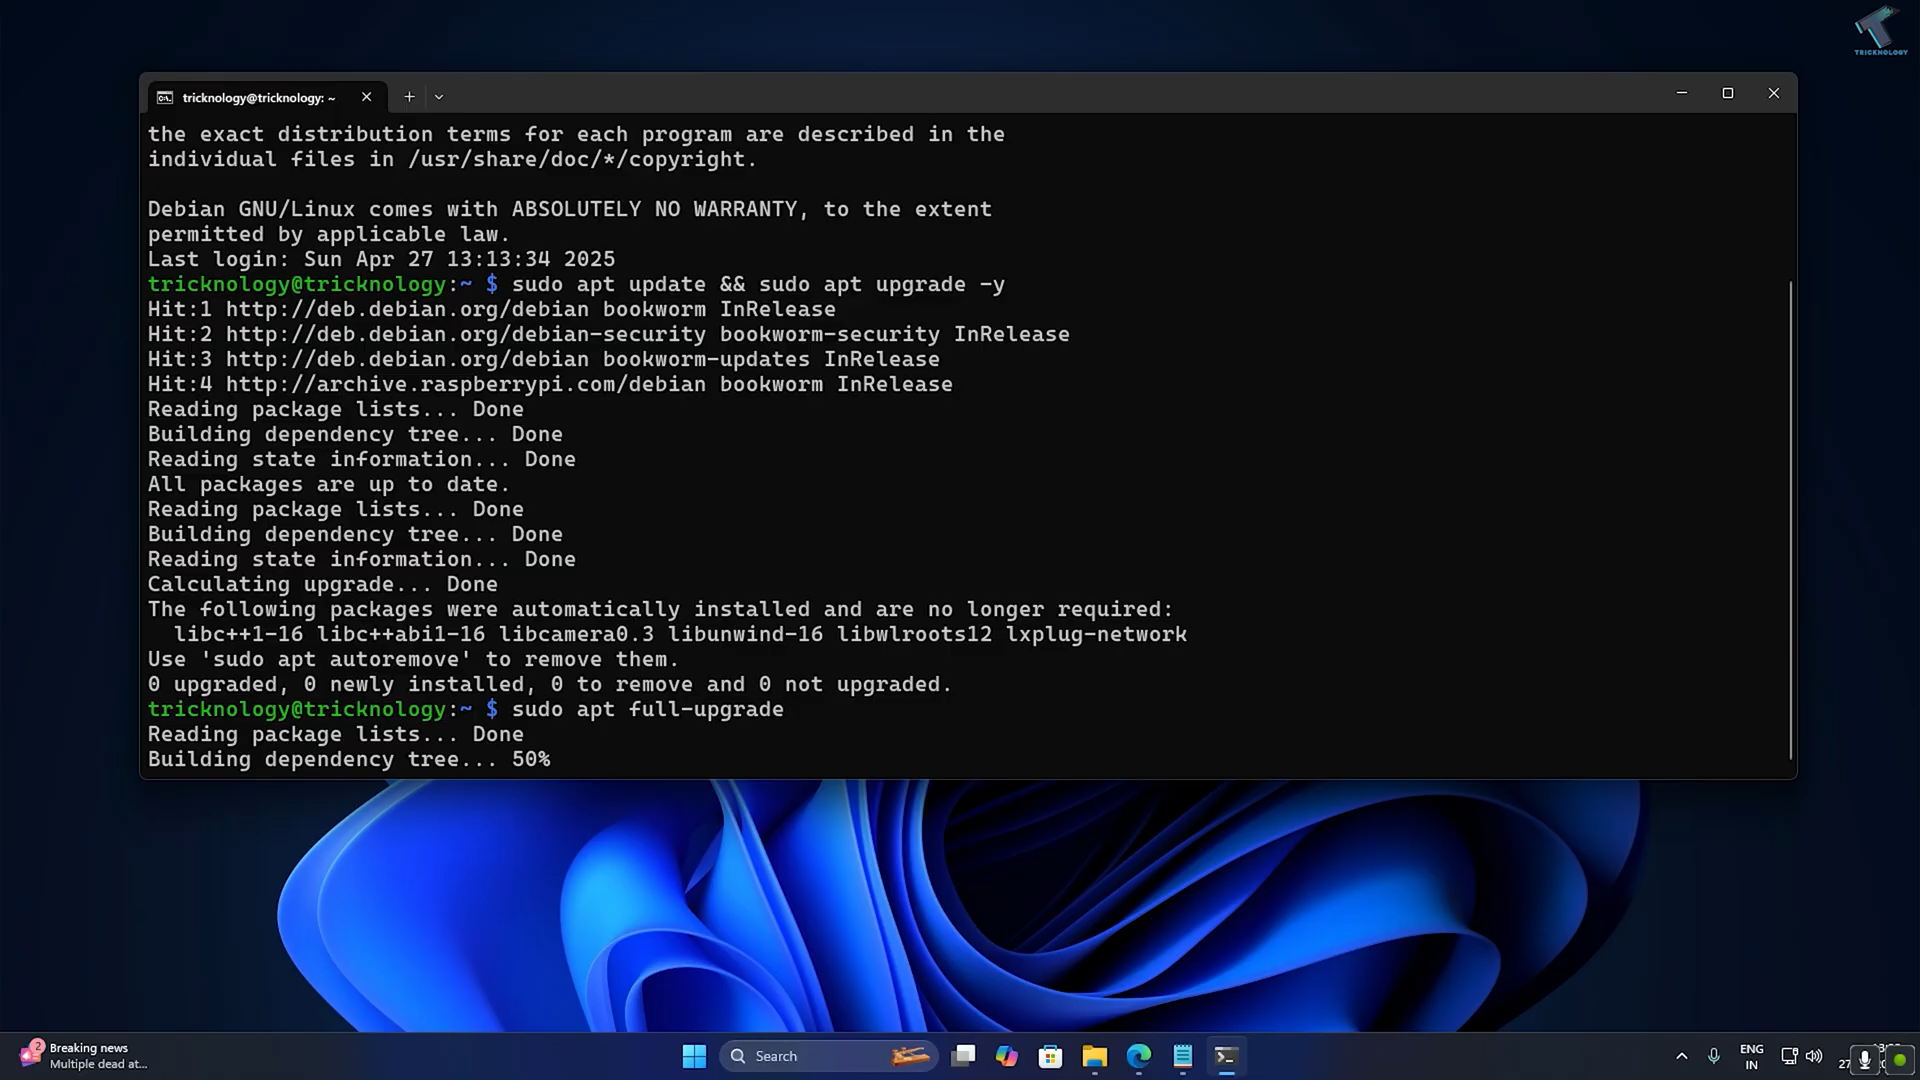 TRICKNOLOGY
tricknology@tricknology: ~
the exact distribution terms for each program are described in the
individual files in /usr/share/doc/*/copyright.
Debian GNU/Linux comes with ABSOLUTELY NO WARRANTY, to the extent
permitted by applicable law.
Last login: Sun Apr 27 13:13:34 2025
tricknology@tricknology:~ $ sudo apt update && sudo apt upgrade -y
Hit:1 http://deb.debian.org/debian bookworm InRelease
Hit:2 http://deb.debian.org/debian-security bookworm-security InRelease
Hit:3 http://deb.debian.org/debian bookworm-updates InRelease
Hit:4 http://archive.raspberrypi.com/debian bookworm InRelease
Reading package lists... Done
Building dependency tree... Done
Reading state information... Done
All packages are up to date.
Reading package lists... Done
Building dependency tree... Done
Reading state information... Done
Calculating upgrade... Done
The following packages were automatically installed and are no longer required:
  libc++1-16 libc++abi1-16 libcamera0.3 libunwind-16 libwlroots12 lxplug-network
Use 'sudo apt autoremove' to remove them.
0 upgraded, 0 newly installed, 0 to remove and 0 not upgraded.
tricknology@tricknology:~ $ sudo apt full-upgrade
Reading package lists... Done
Building dependency tree... 50%
2
Breaking news
Multiple dead at...
Search
ENG
IN